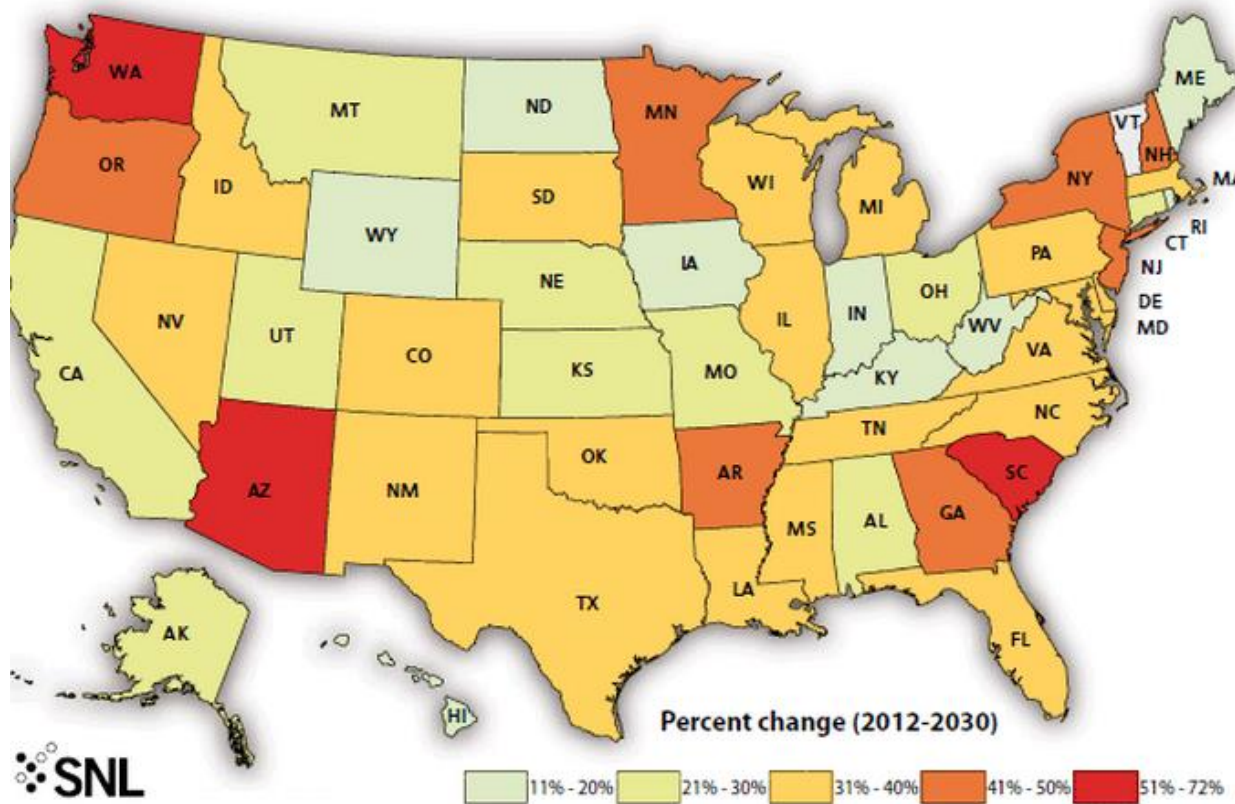 WA
MT
ND
MN
ME
VT
NH
OR
ID
SD
WI
NY
MI
WY
RI
CT
IA
PA
NJ
NE
OH
DE
NV
IL
IN
MD
UT
WV
CO
VA
CA
KS
MO
KY
NC
TN
OK
AR
SC
AZ
NM
GA
MS
AL
LA
TX
AK
FL
HI
Percent change (2012-2030)
SNL
11% - 20% 21% - 30% 31% - 40% 41% - 50% 51% - 72%